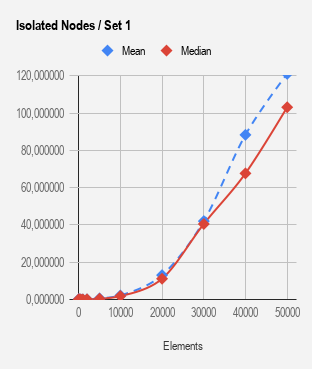 Isolated Nodes / Set 1
Mean
Median
120,000000
100,000000
80,000000
60,000000
40,000000
20,000000
0,000000
0 10000 20000 30000 40000 50000
Elements